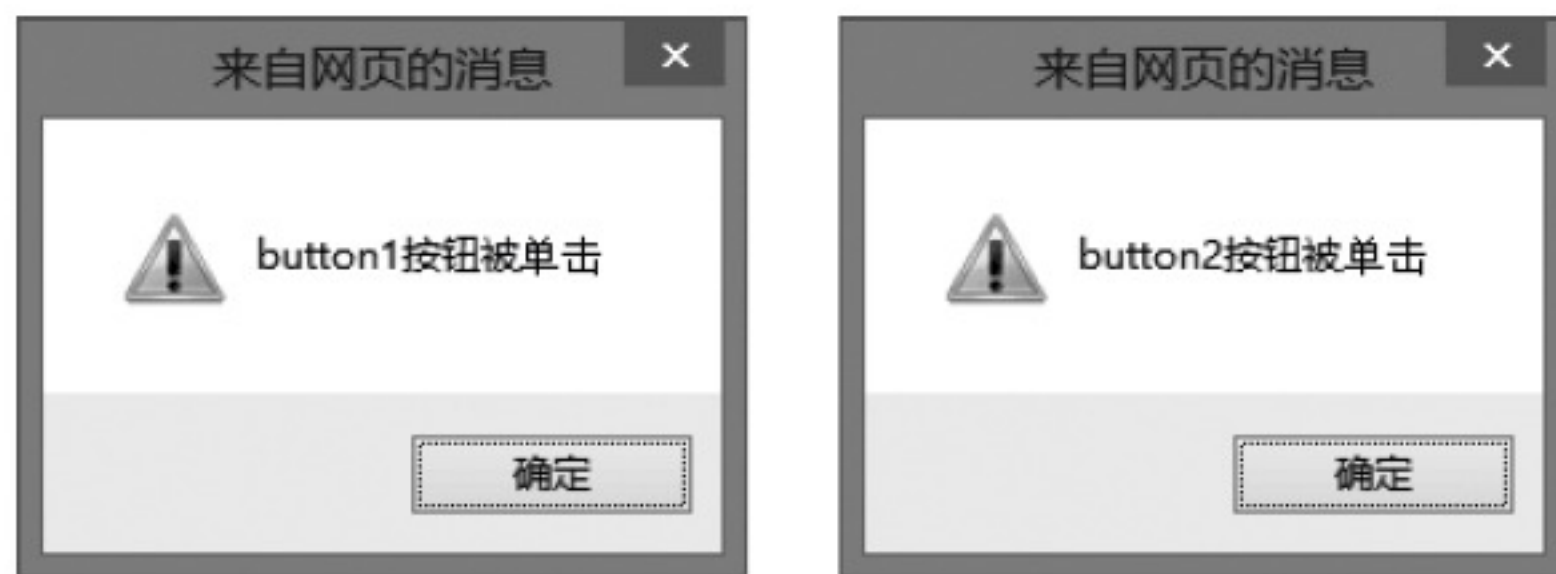 来自网页的消息
×
button1按钮被单击
确定
来自网页的消息
×
button2按钮被单击
确定